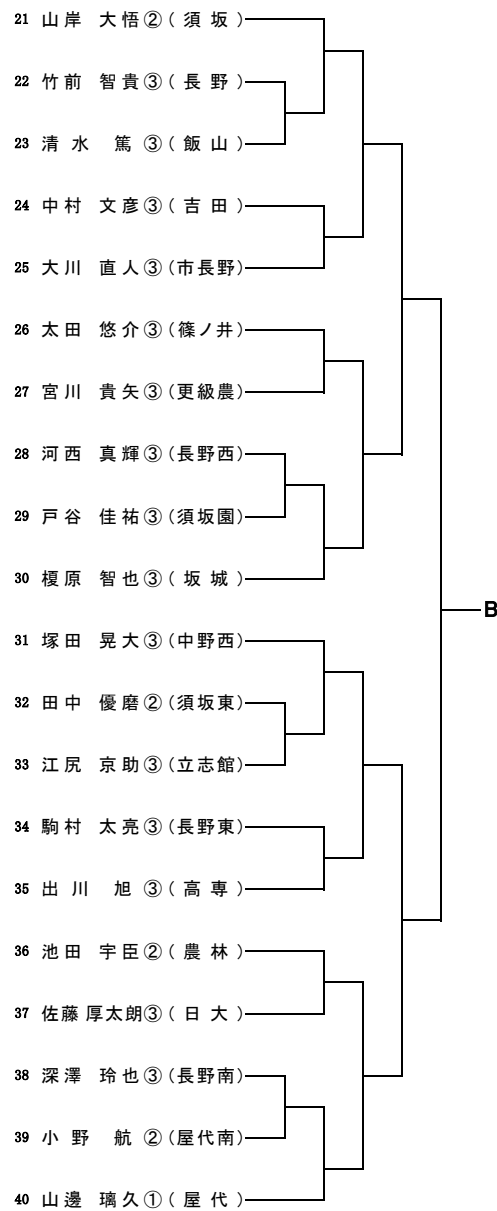 21 山岸 大悟②(須坂)
22 竹前 智貴③(長野)
23 清水 篤③(飯山)
24 中村 文彦③(吉田)
25 大川 直人③(市長野)
26 太田 悠介③(篠ノ井)
27 宮川 貴矢③(更級農)
28 河西 真輝③(長野西)
29 戸谷 佳祐③(須坂園)
30 榎原 智也③(坂城)
31 塚田 晃大③(中野西)
32 田中 優磨②(須坂東)
33 江尻 京助③(立志館)
34 駒村 太亮③(長野東)
35 出川 旭③(高専)
36 池田 宇臣②(農林)
37 佐藤 厚太朗③(日大)
38 深澤 玲也③(長野南)
39 小野 航②(屋代南)
40 山邊 璃久①(屋代)
B